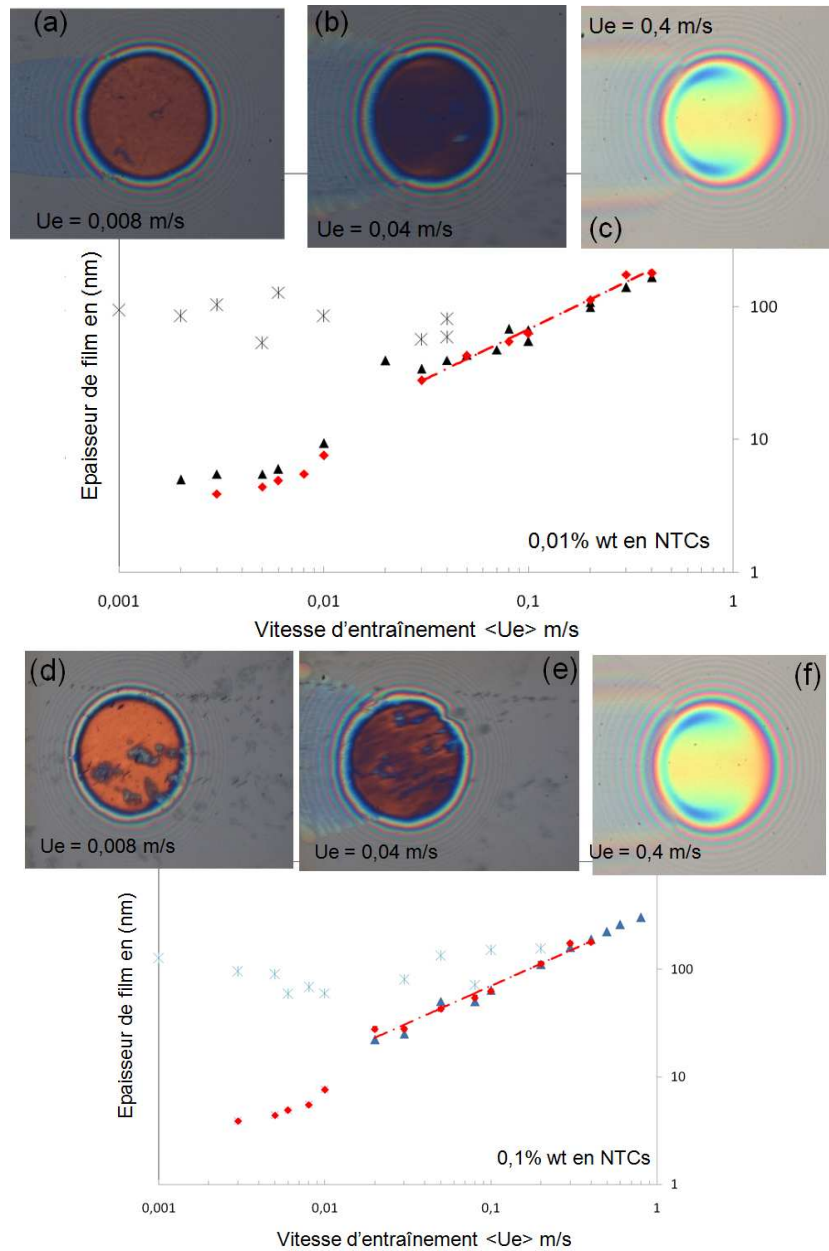 (a)
(b)
Ue = 0,4 m/s
Ue = 0,008 m/s
Ue = 0,04 m/s
(c)
Epaisseur de film en (nm)
100
10
1
0,01% wt en NTCs
0,001
0,01
0,1
1
Vitesse d'entraînement <Ue> m/s
(d)
(e)
(f)
Ue = 0,008 m/s
Ue = 0,04 m/s
Ue = 0,4 m/s
Epaisseur de film en (nm)
100
10
1
0,1% wt en NTCs
0,001
0,01
0,1
1
Vitesse d'entraînement <Ue> m/s